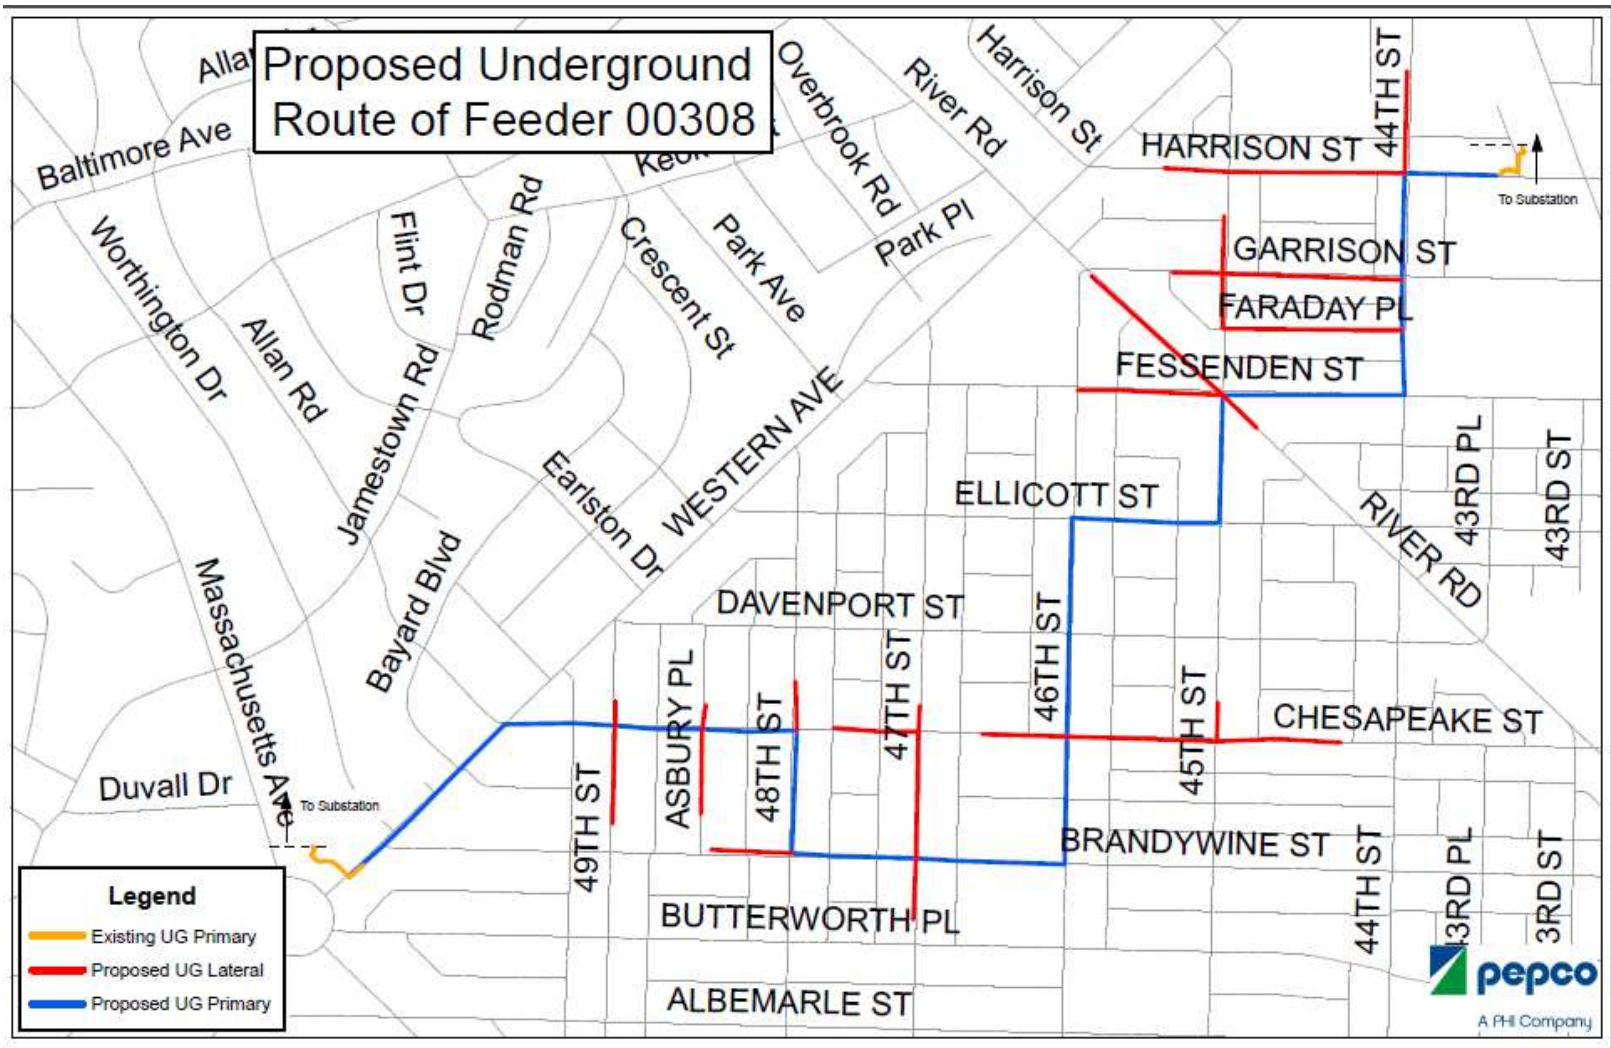 Proposed Underground
Route of Feeder 00308
Baltimore Ave
Overbrook Rd
River Rd
Harrison St
44TH ST
HARRISON ST
To Substation
Worthington Dr
Flint Dr
Rodman Rd
Crescent St
Park Ave
Park Pl
GARRISON ST
FARADAY PL
Allan Rd
Jamestown Rd
FESSENDEN ST
WESTERN AVE
Earlston Dr
ELLICOTT ST
43RD PL
43RD ST
RIVER RD
Massachusetts Ave
Bayard Blvd
DAVENPORT ST
ASBURY PL
48TH ST
47TH ST
46TH ST
45TH ST
CHESAPEAKE ST
Duvall Dr
To Substation
49TH ST
BRANDYWINE ST
44TH ST
43RD PL
3RD ST
BUTTERWORTH PL
ALBEMARLE ST
Legend
Existing UG Primary
Proposed UG Lateral
Proposed UG Primary
pepco
A PHI Company